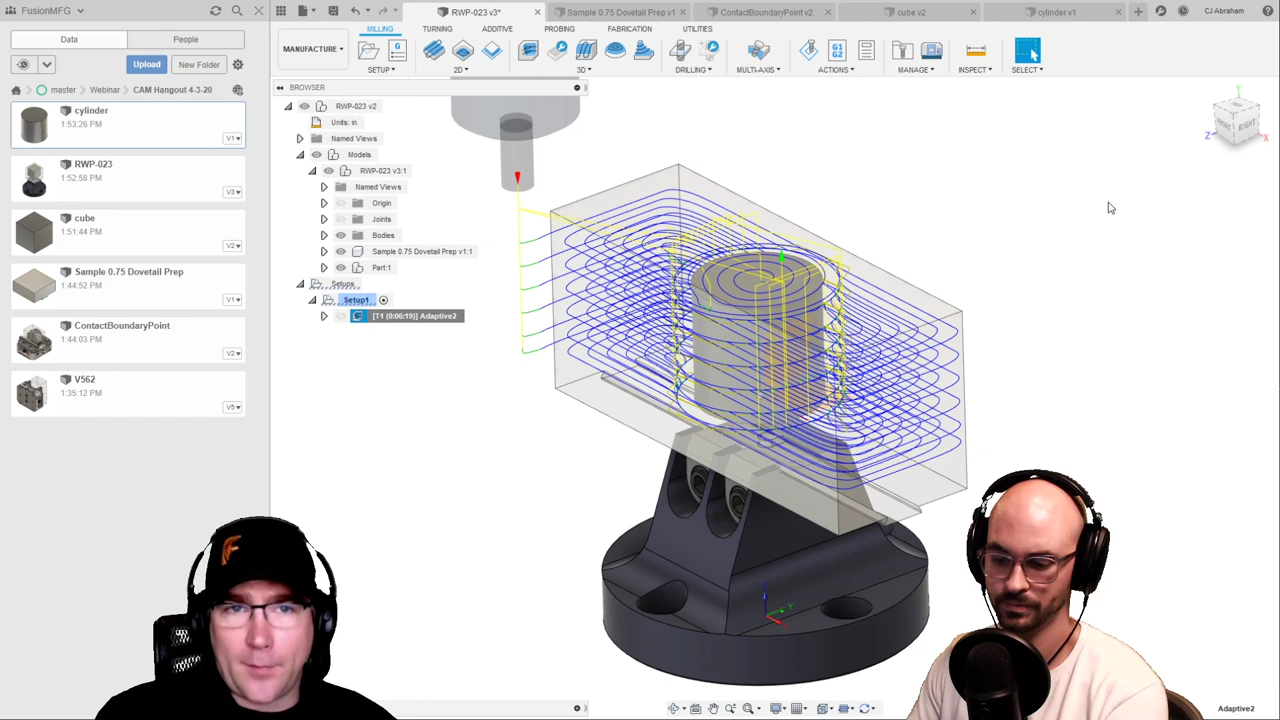 FusionMFG
RWP-023 v3*
Sample 0.75 Dovetail Prep v1
ContactBoundaryPoint v2
cube v2
cylinder v1
CJ Abraham
Data
People
Upload
New Folder
master
Webinar
CAM Hangout 4-3-20
cylinder
1:53:26 PM
V1
RWP-023
1:52:58 PM
V3
cube
1:51:44 PM
V2
Sample 0.75 Dovetail Prep
1:44:52 PM
V1
ContactBoundaryPoint
1:44:03 PM
V2
V562
1:35:12 PM
MANUFACTURE
MILLING
TURNING
ADDITIVE
PROBING
FABRICATION
UTILITIES
G
G1
G2
SETUP
2D
3D
DRILLING
MULTI-AXIS
ACTIONS
MANAGE
INSPECT
SELECT
BROWSER
RWP-023 v2
Units: in
Named Views
Models
RWP-023 v3:1
Named Views
Origin
Joints
Bodies
Sample 0.75 Dovetail Prep v1:1
Part:1
Setups
Setup1
[T1 (0:06:19)] Adaptive2
Y
FRONT
RIGHT
Z
X
Y
Adaptive2